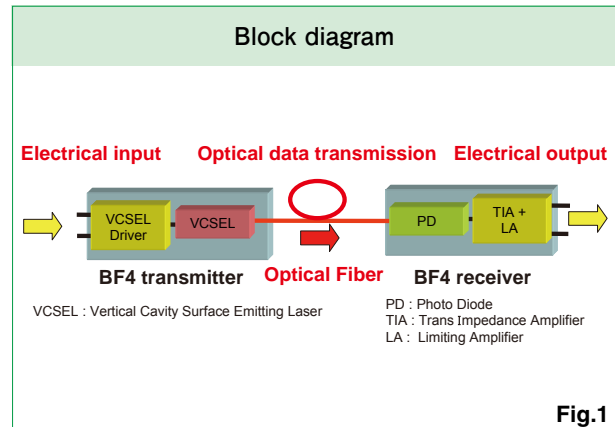 Block diagram
Electrical input
Optical data transmission
Electrical output
VCSEL
Driver
VCSEL
PD
TIA +
LA
BF4 transmitter
Optical Fiber
BF4 receiver
VCSEL : Vertical Cavity Surface Emitting Laser
PD : Photo Diode
TIA : Trans Impedance Amplifier
LA : Limiting Amplifier
Fig.1